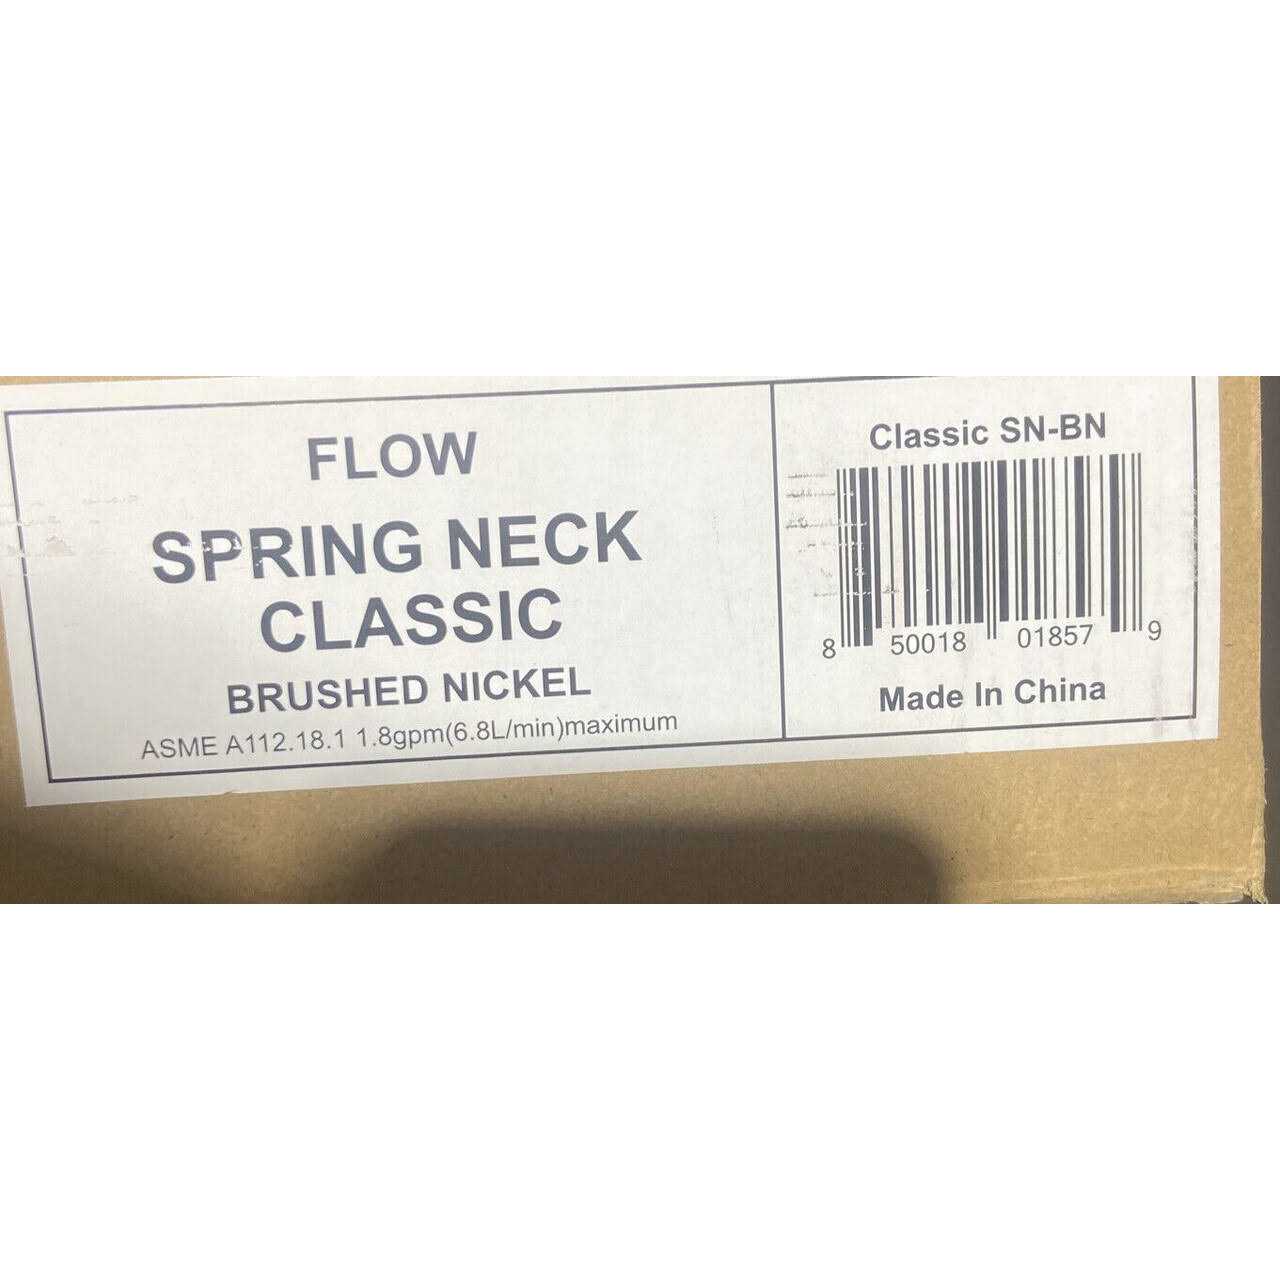 FLOW
SPRING NECK
CLASSIC
BRUSHED NICKEL
ASME A112.18.1 1.8gpm(6.8L/min)maximum
Classic SN-BN
8 50018 01857 9
Made In China